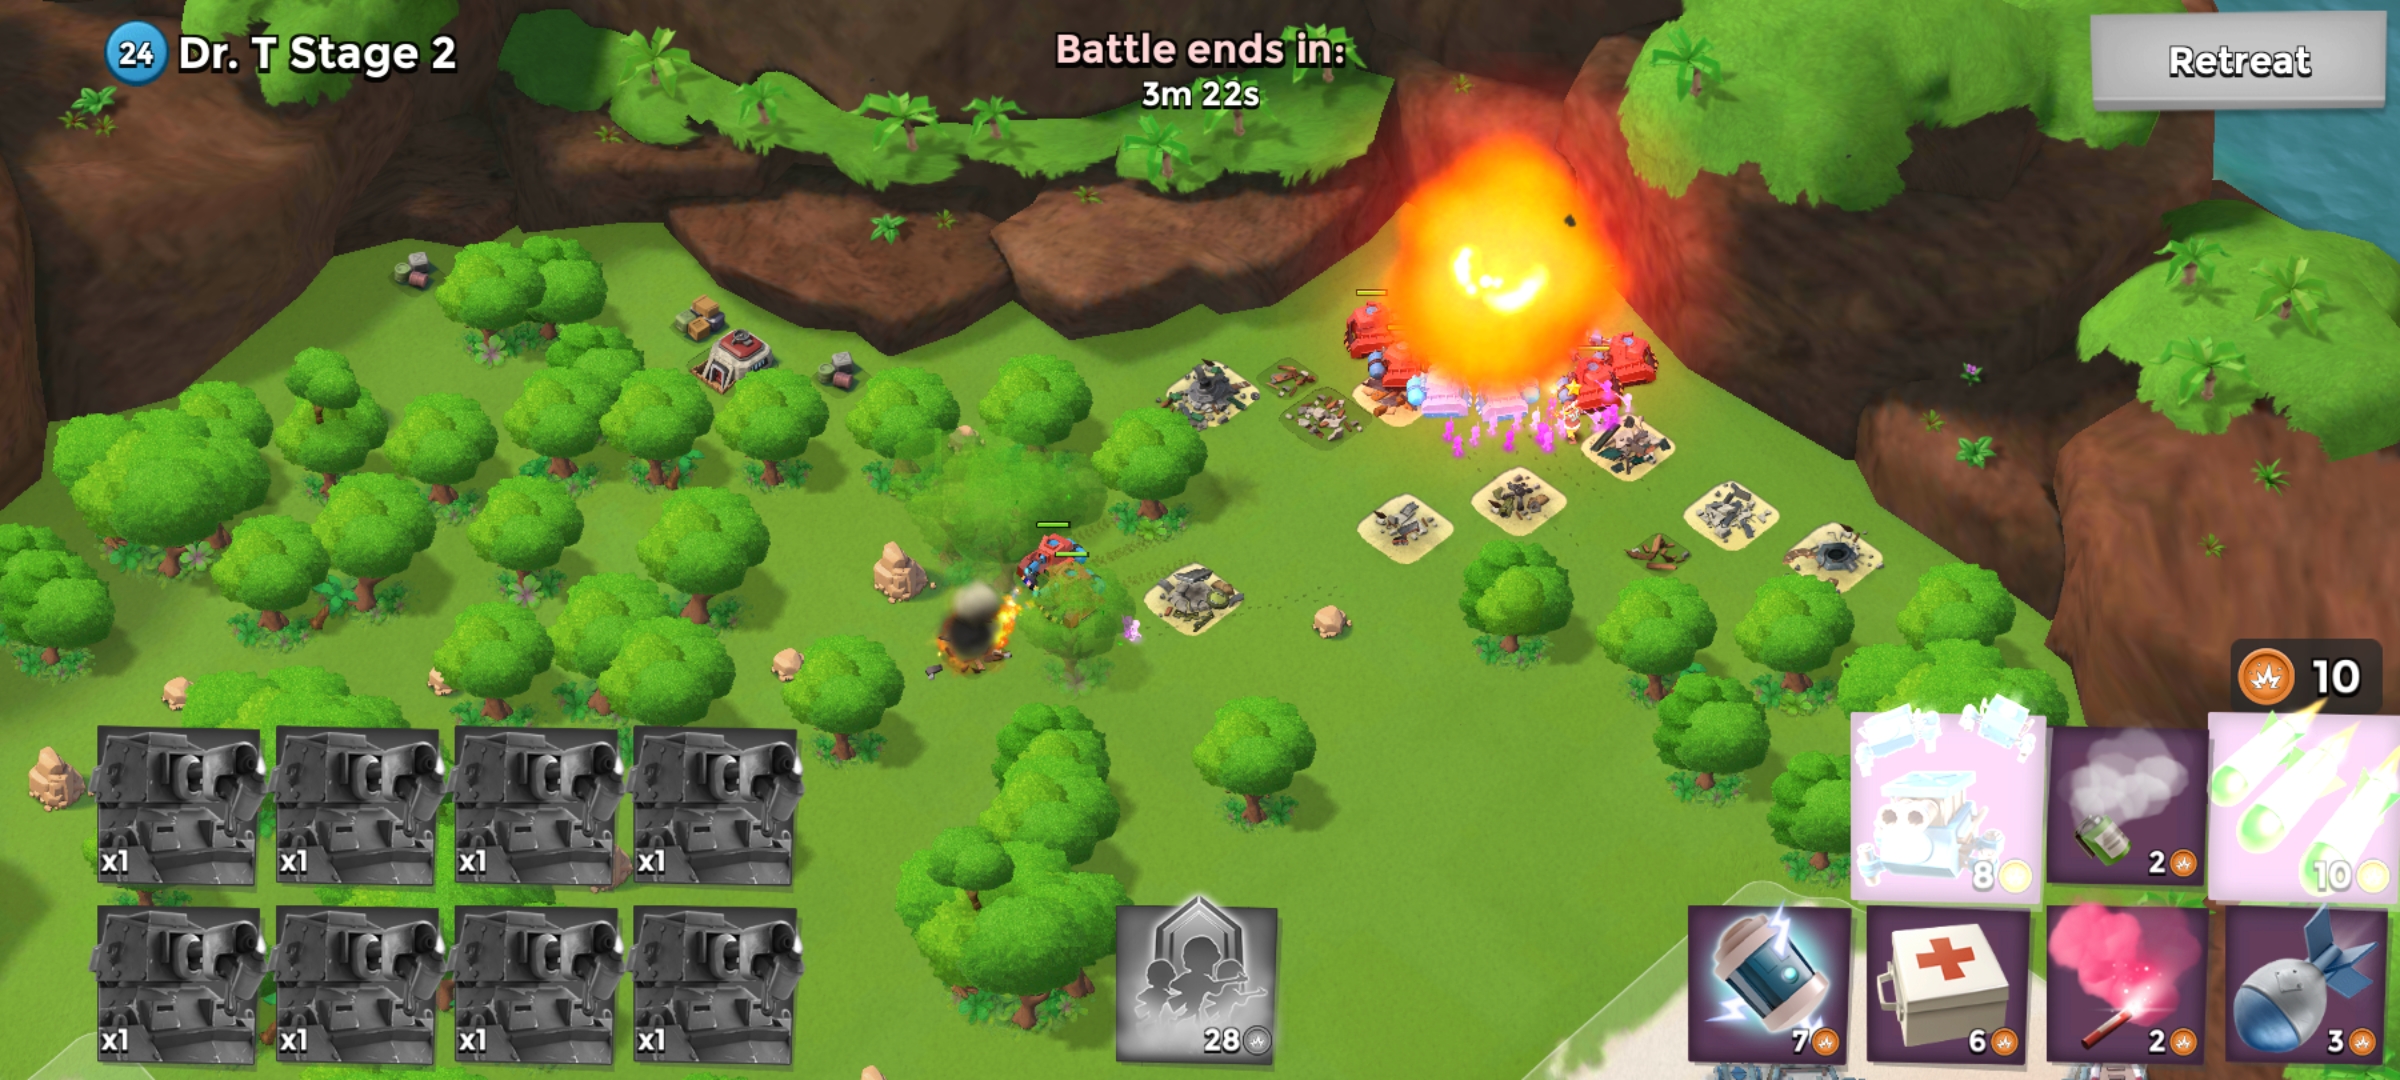 24 Dr. T Stage 2
Battle ends in:
3m 22s
Retreat
10
8
2
10
x1
x1
x1
x1
x1
x1
x1
x1
28
7
6
2
3